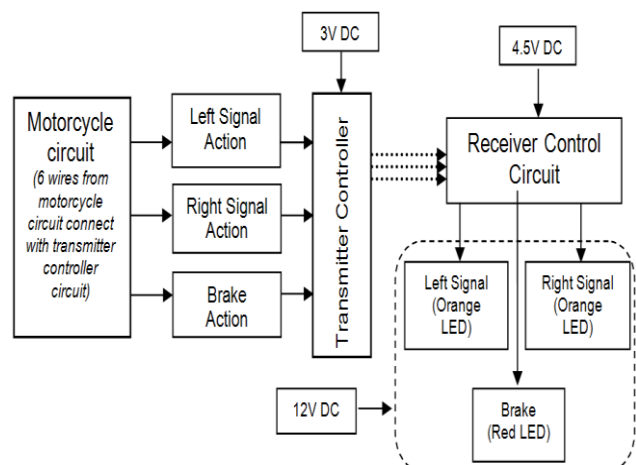 3V DC
4.5V DC
Motorcycle
circuit
(6 wires from
motorcycle
circuit connect
with transmitter
controller
circuit)
Left Signal
Action
Right Signal
Action
Brake
Action
Transmitter Controller
Receiver Control
Circuit
Left Signal
(Orange
LED)
Right Signal
(Orange
LED)
12V DC
Brake
(Red LED)